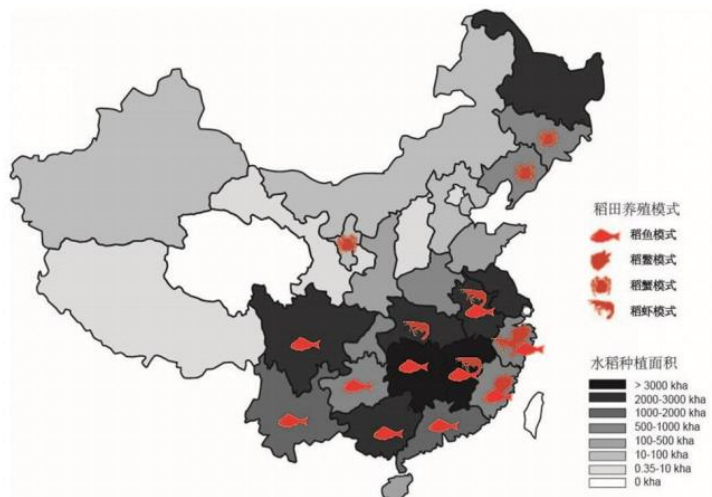 稻田养殖模式
稻鱼模式
稻鳖模式
稻蟹模式
稻虾模式
水稻种植面积
> 3000 kha
2000-3000 kha
1000-2000 kha
500-1000 kha
100-500 kha
10-100 kha
0.35-10 kha
0 kha